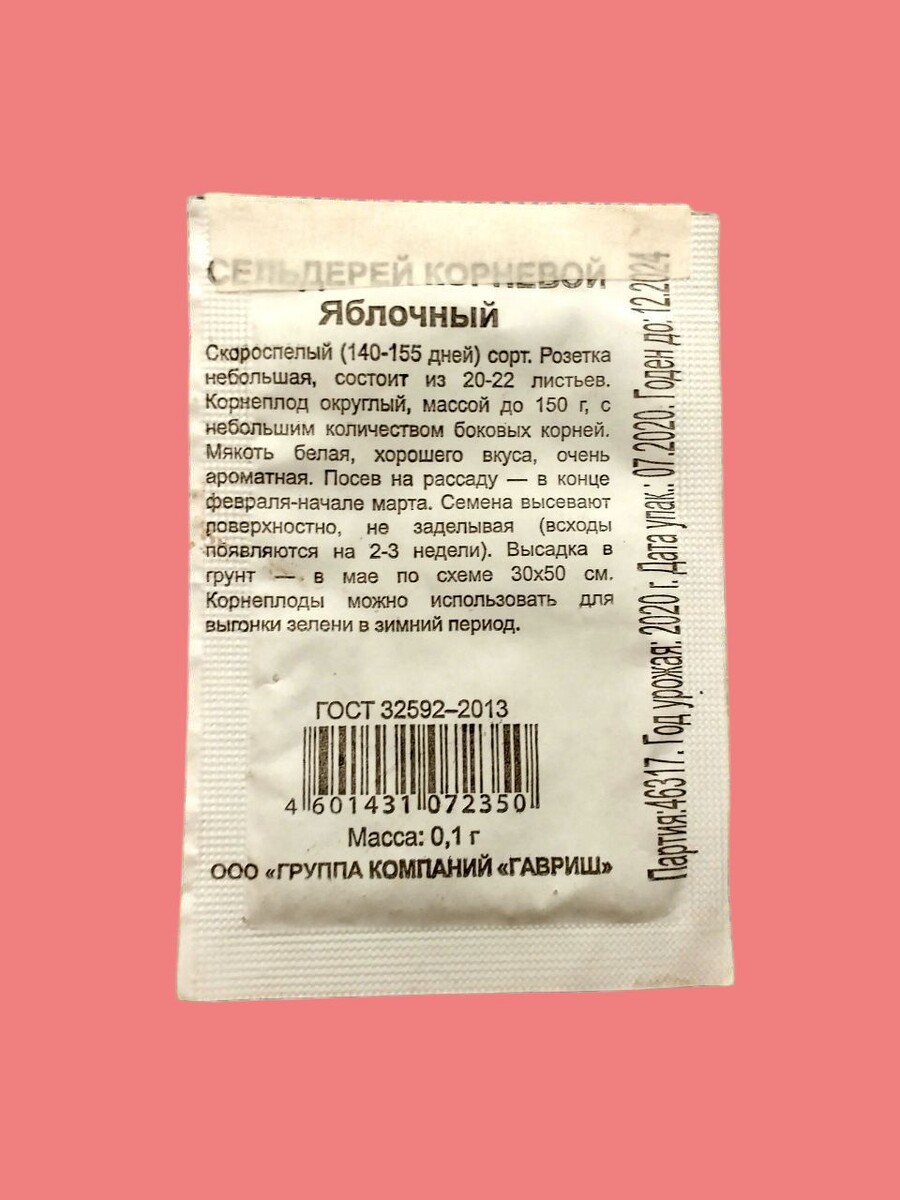 СЕЛЬДЕРЕЙ КОРНЕВОЙ
Яблочный
Скороспелый (140-155 дней) сорт. Розетка
небольшая, состоит из 20-22 листьев.
Корнеплод округлый, массой до 150 г, с
небольшим количеством боковых корней.
Мякоть белая, хорошего вкуса, очень
ароматная. Посев на рассаду — в конце
февраля-начале марта. Семена высевают
поверхностно, не заделывая (всходы
появляются на 2-3 недели). Высадка в
грунт — в мае по схеме 30х50 см.
Корнеплоды можно использовать для
выгонки зелени в зимний период.
ГОСТ 32592–2013
4 601431 072350
Масса: 0,1 г
ООО «ГРУППА КОМПАНИЙ «ГАВРИШ»
Партия:46317. Год урожая: 2020 г. Дата упак.: 07.2020. Годен до: 12.2024